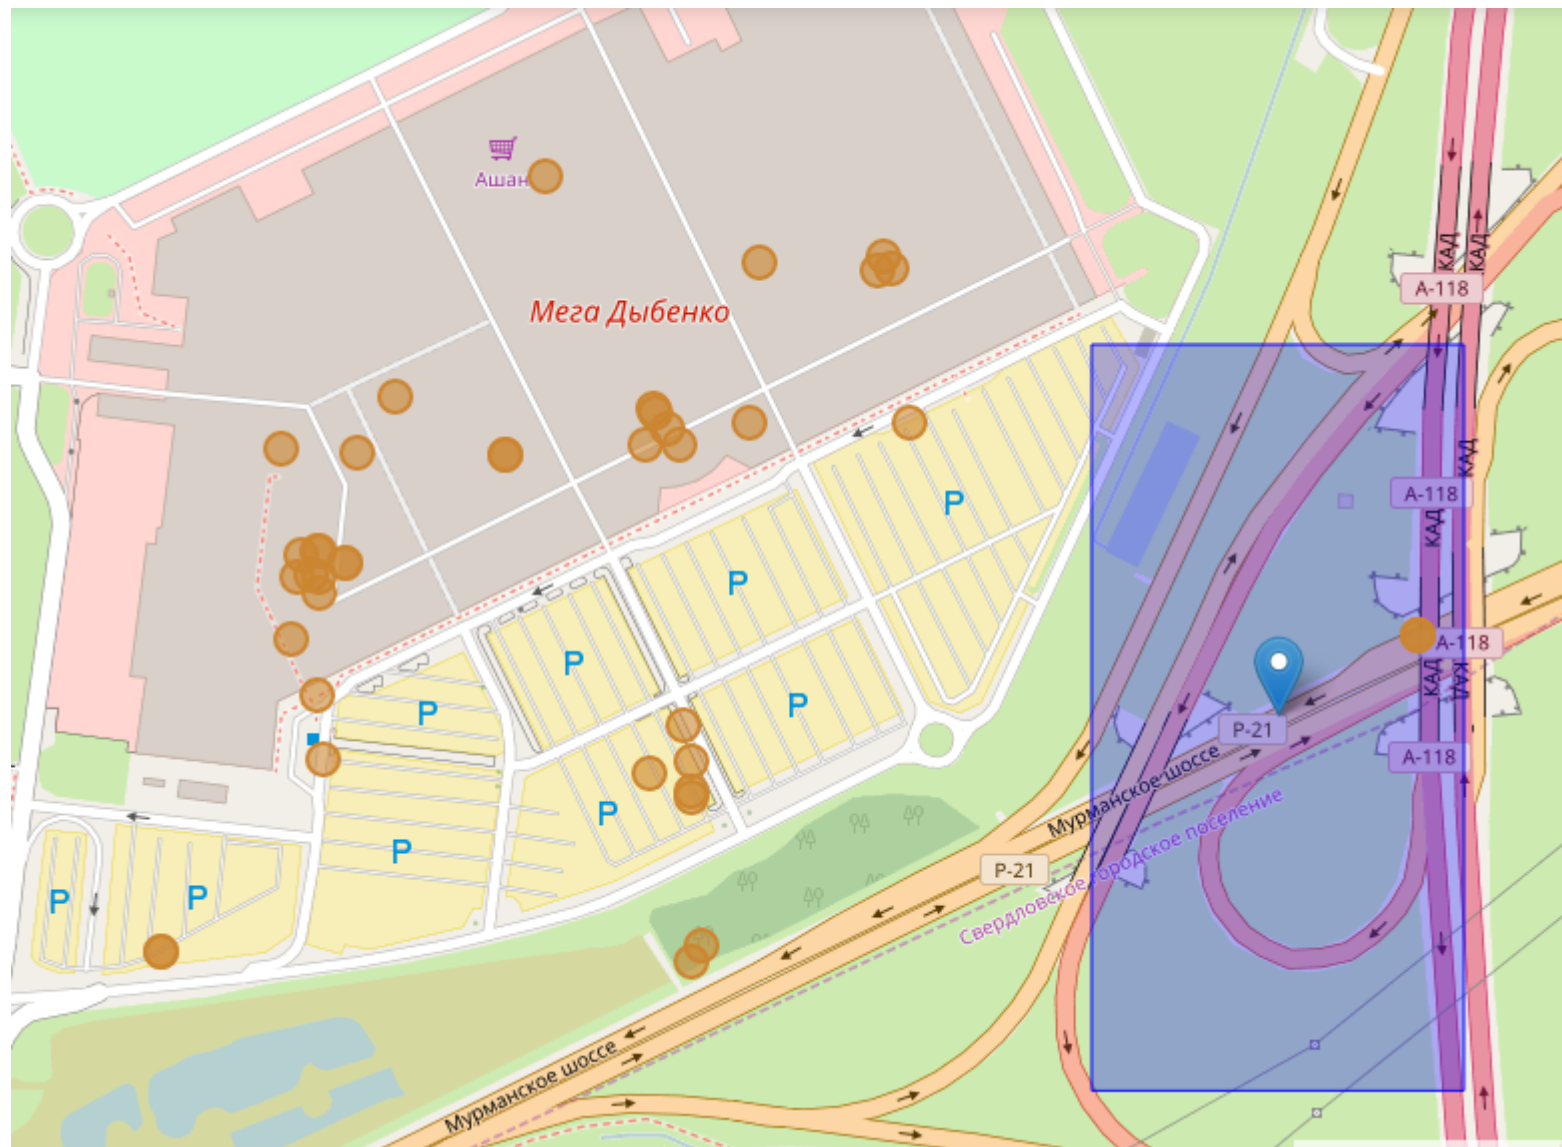 Ашан
Мега Дыбенко
КАД
КАД
А-118
КАД
А-118
КАД
P
P
А-118
P
КАД
КАД
P
P
P
Р-21
А-118
Мурманское шоссе
P
P
Р-21
Свердловское городское поселение
P
P
Мурманское шоссе